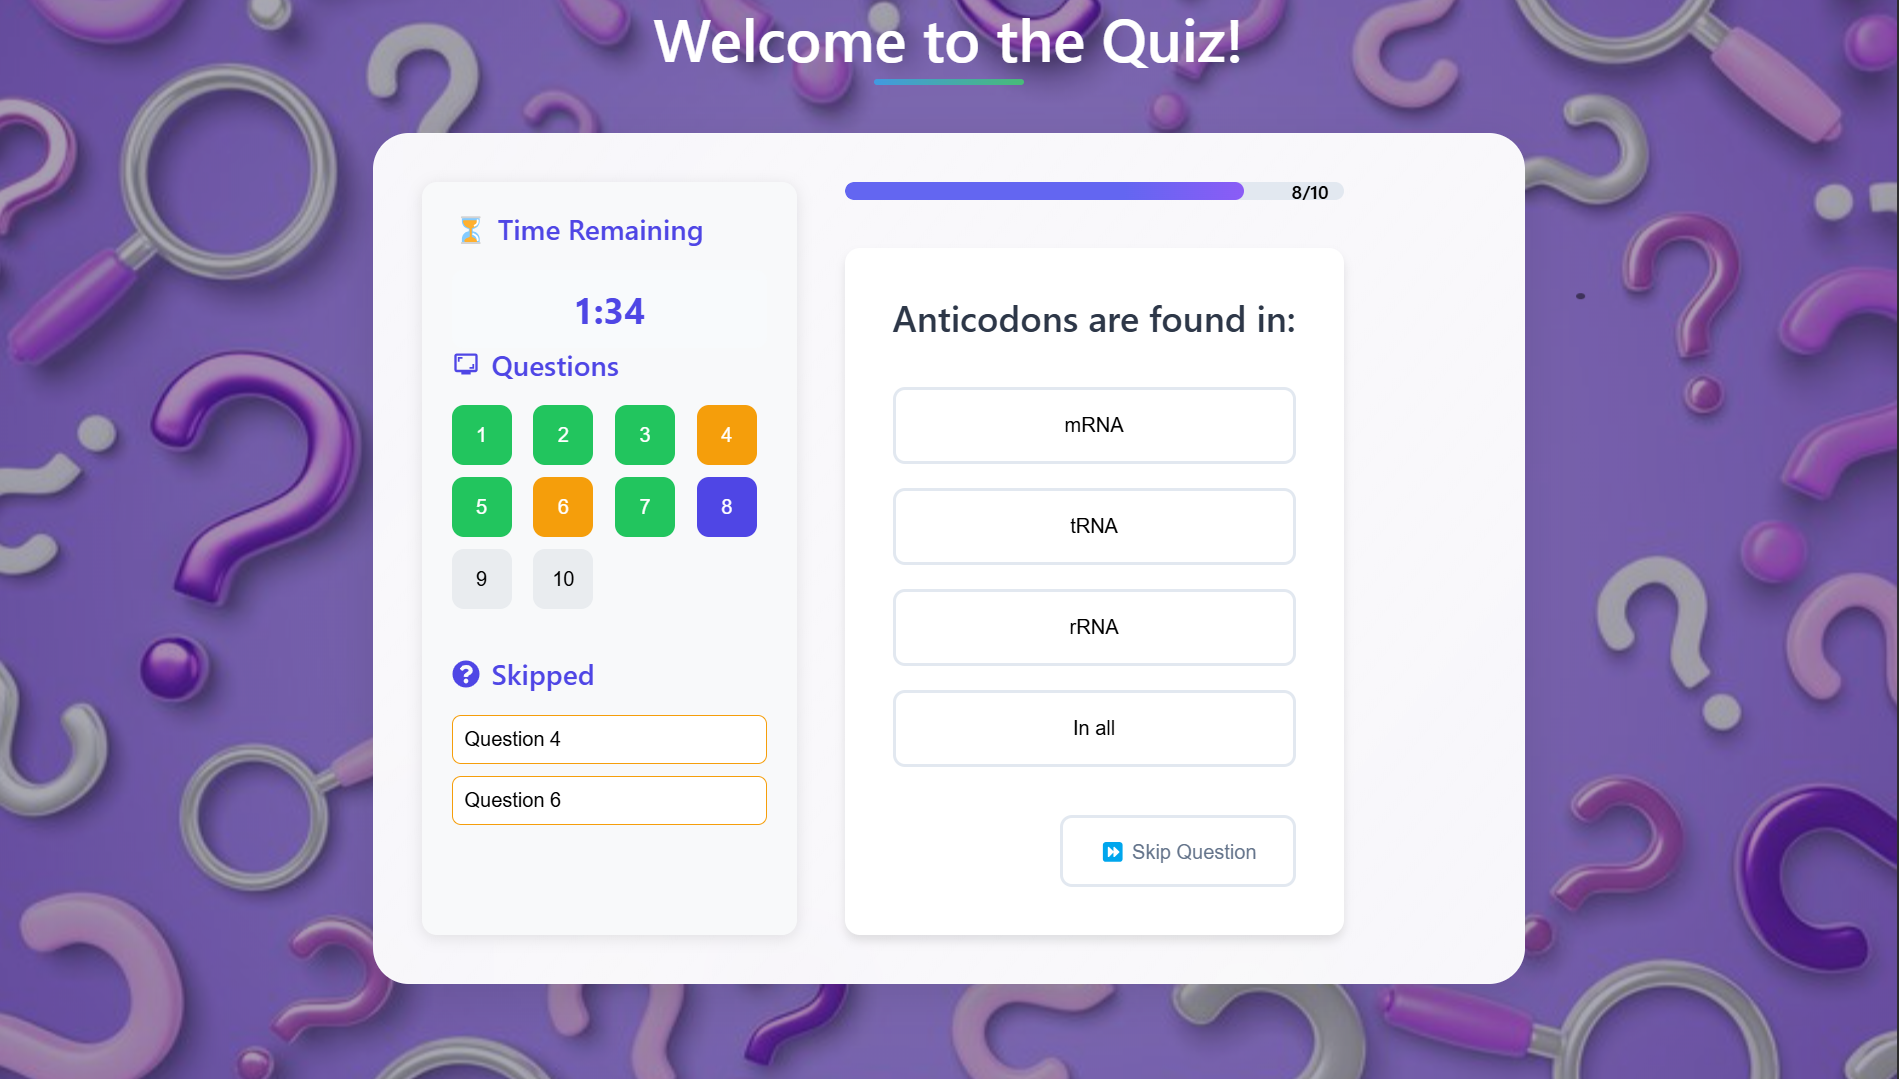 Welcome to the Quiz!
⏳ Time Remaining
1:34
Questions
1 2 3 4
5 6 7 8
9 10
Skipped
Question 4
Question 6
8/10
Anticodons are found in:
mRNA
tRNA
rRNA
In all
⏩ Skip Question